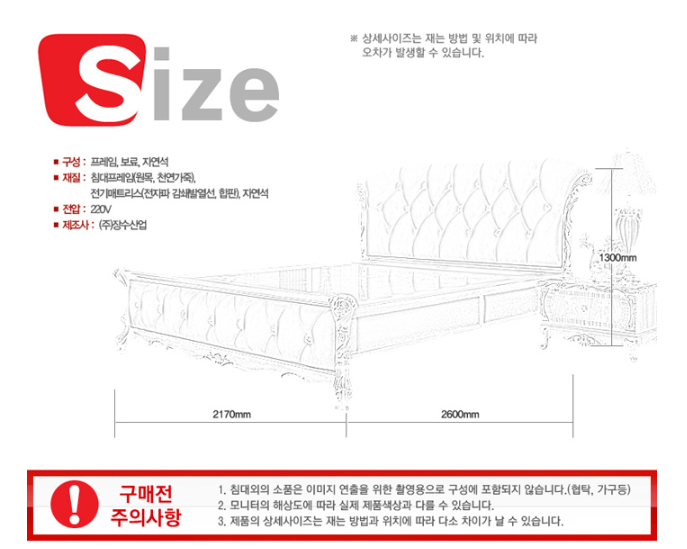 ※ 상세사이즈는 재는 방법 및 위치에 따라
오차가 발생할 수 있습니다.
Size
■ 구성 : 프레임, 보료, 자연석
■ 재질 : 침대프레임(원목, 천연가죽),
전기매트리스(전자파 감쇄발열선, 합판), 자연석
■ 전압 : 220V
■ 제조사 : (주)장수산업
1300mm
2170mm
2600mm
구매전
주의사항
1. 침대외의 소품은 이미지 연출을 위한 촬영용으로 구성에 포함되지 않습니다.(협탁, 가구등)
2. 모니터의 해상도에 따라 실제 제품색상과 다를 수 있습니다.
3. 제품의 상세사이즈는 재는 방법과 위치에 따라 다소 차이가 날 수 있습니다.